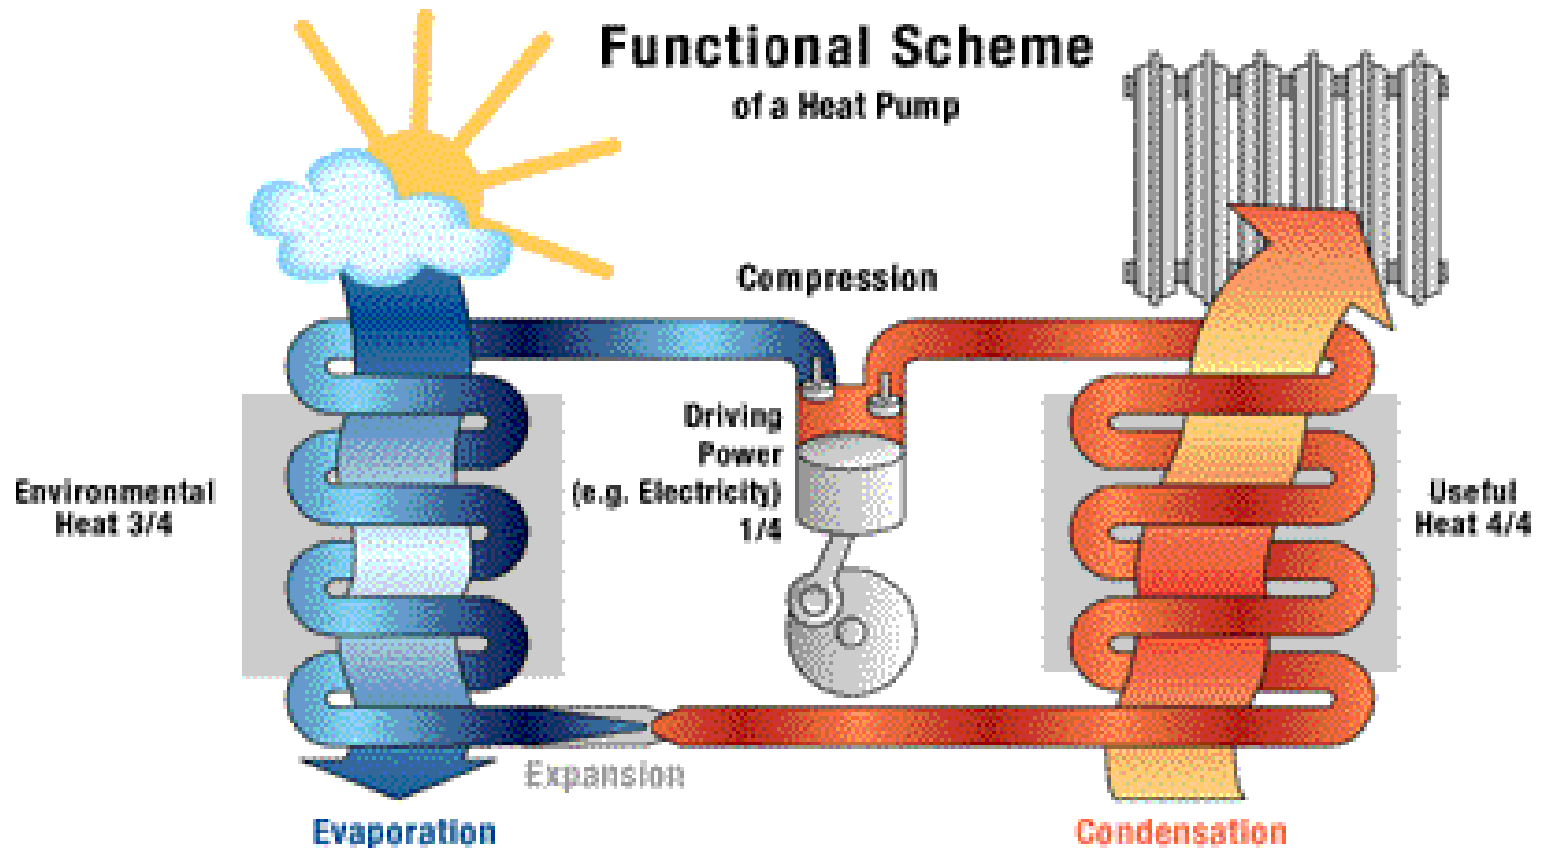 Functional Scheme
of a Heat Pump
Compression
Driving
Power
(e.g. Electricity)
1/4
Environmental
Heat 3/4
Useful
Heat 4/4
Expansion
Evaporation
Condensation